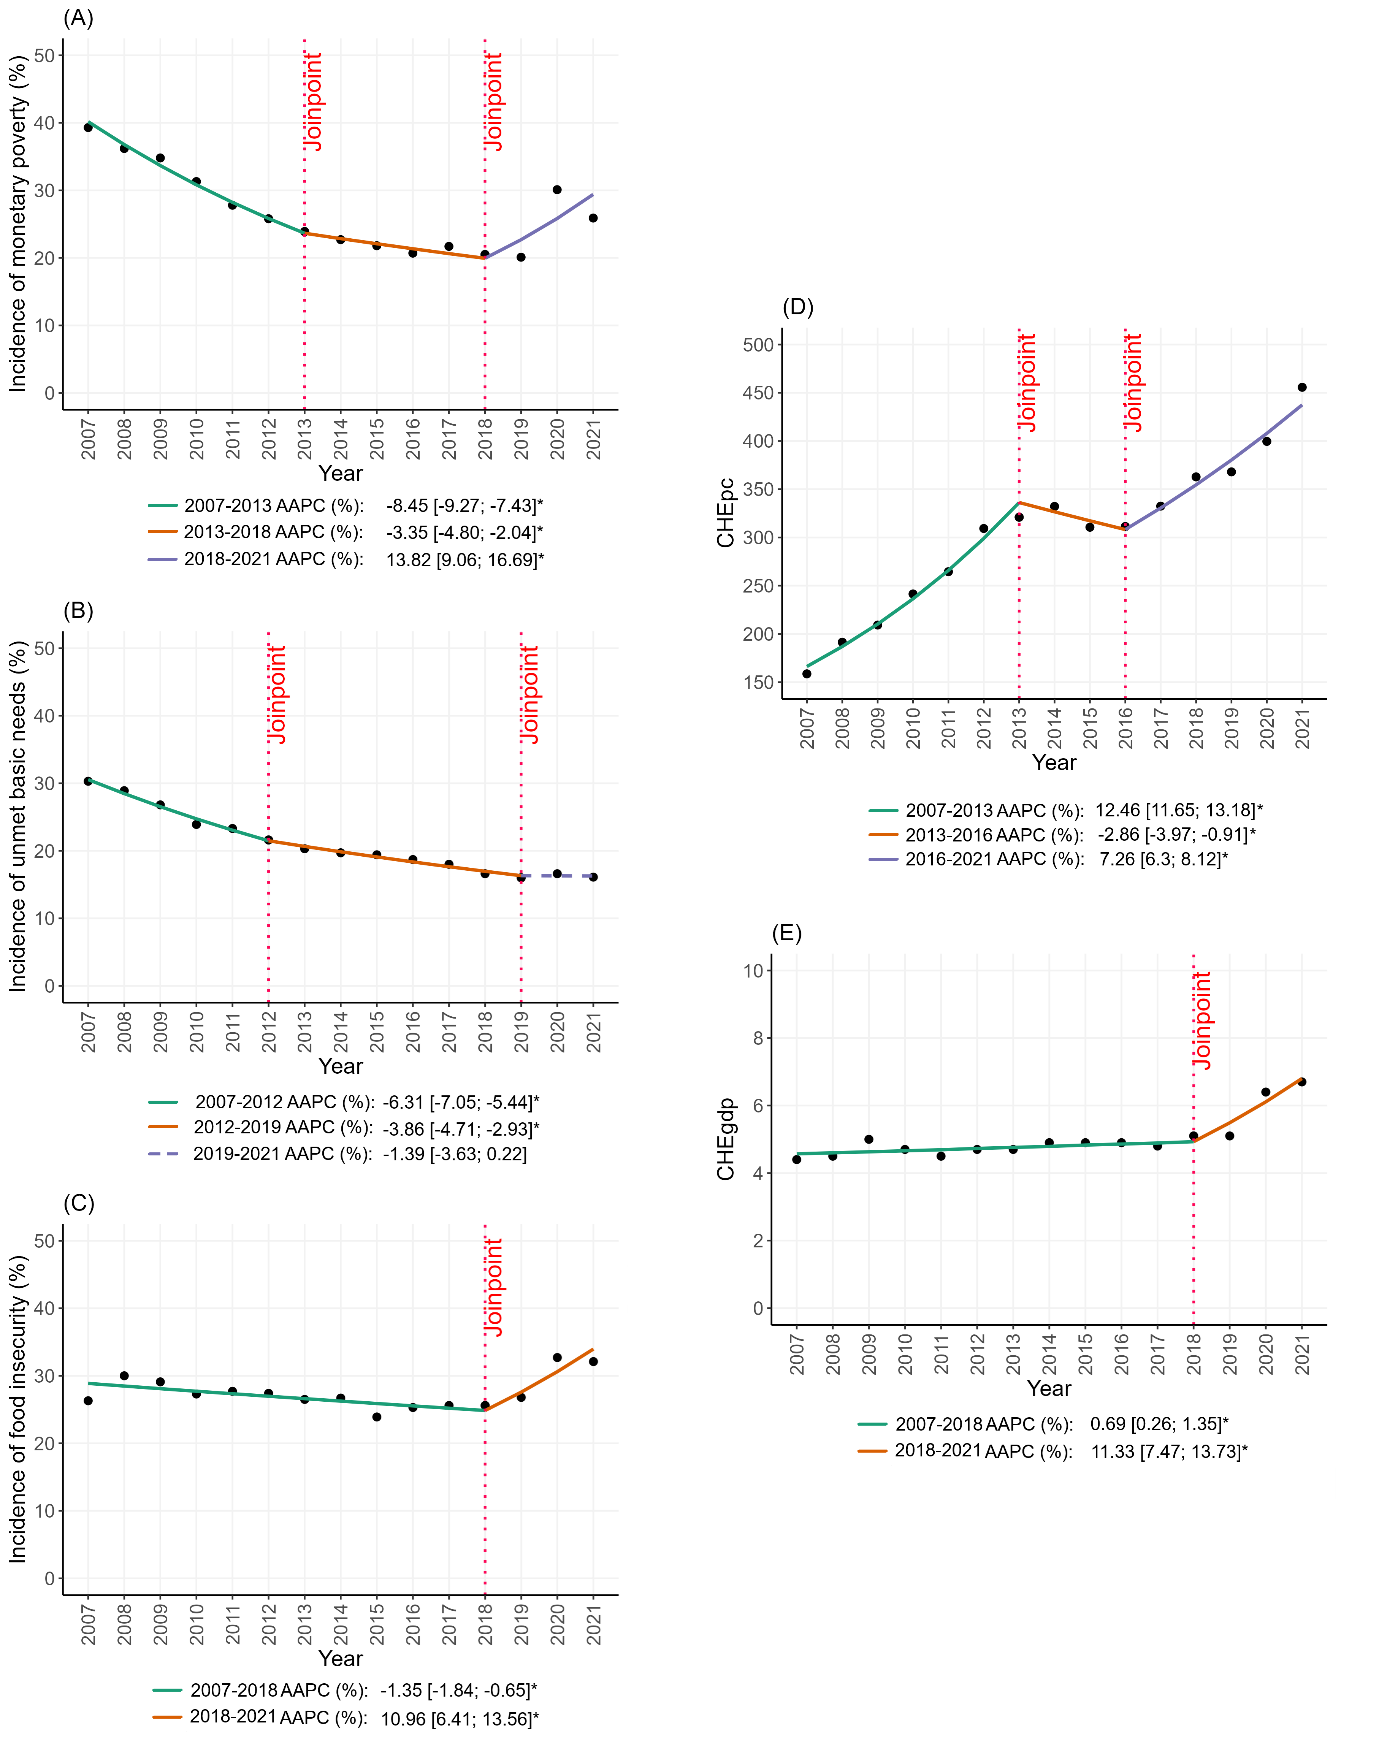 (A)
Incidence of monetary poverty (%)
50
40
30
20
10
0
Joinpoint
Joinpoint
2007 2008 2009 2010 2011 2012 2013 2014 2015 2016 2017 2018 2019 2020 2021
Year
2007-2013 AAPC (%): -8.45 [-9.27; -7.43]*
2013-2018 AAPC (%): -3.35 [-4.80; -2.04]*
2018-2021 AAPC (%): 13.82 [9.06; 16.69]*
(B)
Incidence of unmet basic needs (%)
50
40
30
20
10
0
Joinpoint
Joinpoint
2007 2008 2009 2010 2011 2012 2013 2014 2015 2016 2017 2018 2019 2020 2021
Year
2007-2012 AAPC (%): -6.31 [-7.05; -5.44]*
2012-2019 AAPC (%): -3.86 [-4.71; -2.93]*
2019-2021 AAPC (%): -1.39 [-3.63; 0.22]
(C)
Incidence of food insecurity (%)
50
40
30
20
10
0
Joinpoint
2007 2008 2009 2010 2011 2012 2013 2014 2015 2016 2017 2018 2019 2020 2021
Year
2007-2018 AAPC (%): -1.35 [-1.84; -0.65]*
2018-2021 AAPC (%): 10.96 [6.41; 13.56]*
(D)
CHEpc
500
450
400
350
300
250
200
150
Joinpoint
Joinpoint
2007 2008 2009 2010 2011 2012 2013 2014 2015 2016 2017 2018 2019 2020 2021
Year
2007-2013 AAPC (%): 12.46 [11.65; 13.18]*
2013-2016 AAPC (%): -2.86 [-3.97; -0.91]*
2016-2021 AAPC (%): 7.26 [6.3; 8.12]*
(E)
CHEgdp
10
8
6
4
2
0
Joinpoint
2007 2008 2009 2010 2011 2012 2013 2014 2015 2016 2017 2018 2019 2020 2021
Year
2007-2018 AAPC (%): 0.69 [0.26; 1.35]*
2018-2021 AAPC (%): 11.33 [7.47; 13.73]*